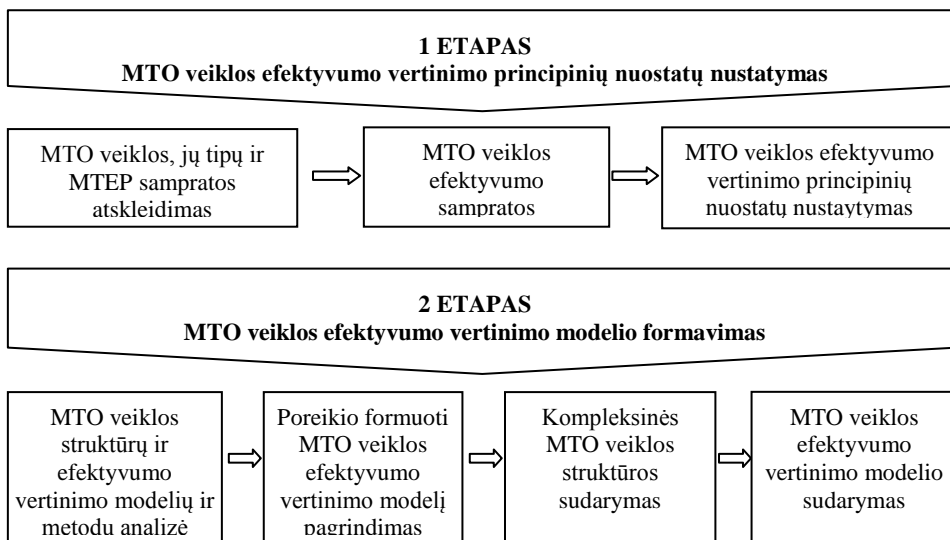 1 ETAPAS
MTO veiklos efektyvumo vertinimo principinių nuostatų nustatymas
MTO veiklos, jų tipų ir
MTEP sampratos
atskleidimas
MTO veiklos
efektyvumo
sampratos
MTO veiklos efektyvumo
vertinimo principinių
nuostatų nustaytymas
2 ETAPAS
MTO veiklos efektyvumo vertinimo modelio formavimas
MTO veiklos
struktūrų ir
efektyvumo
vertinimo modelių ir
metodu analizė
Poreikio formuoti
MTO veiklos
efektyvumo
vertinimo modelį
pagrindimas
Kompleksinės
MTO veiklos
struktūros
sudarymas
MTO veiklos
efektyvumo
vertinimo modelio
sudarymas